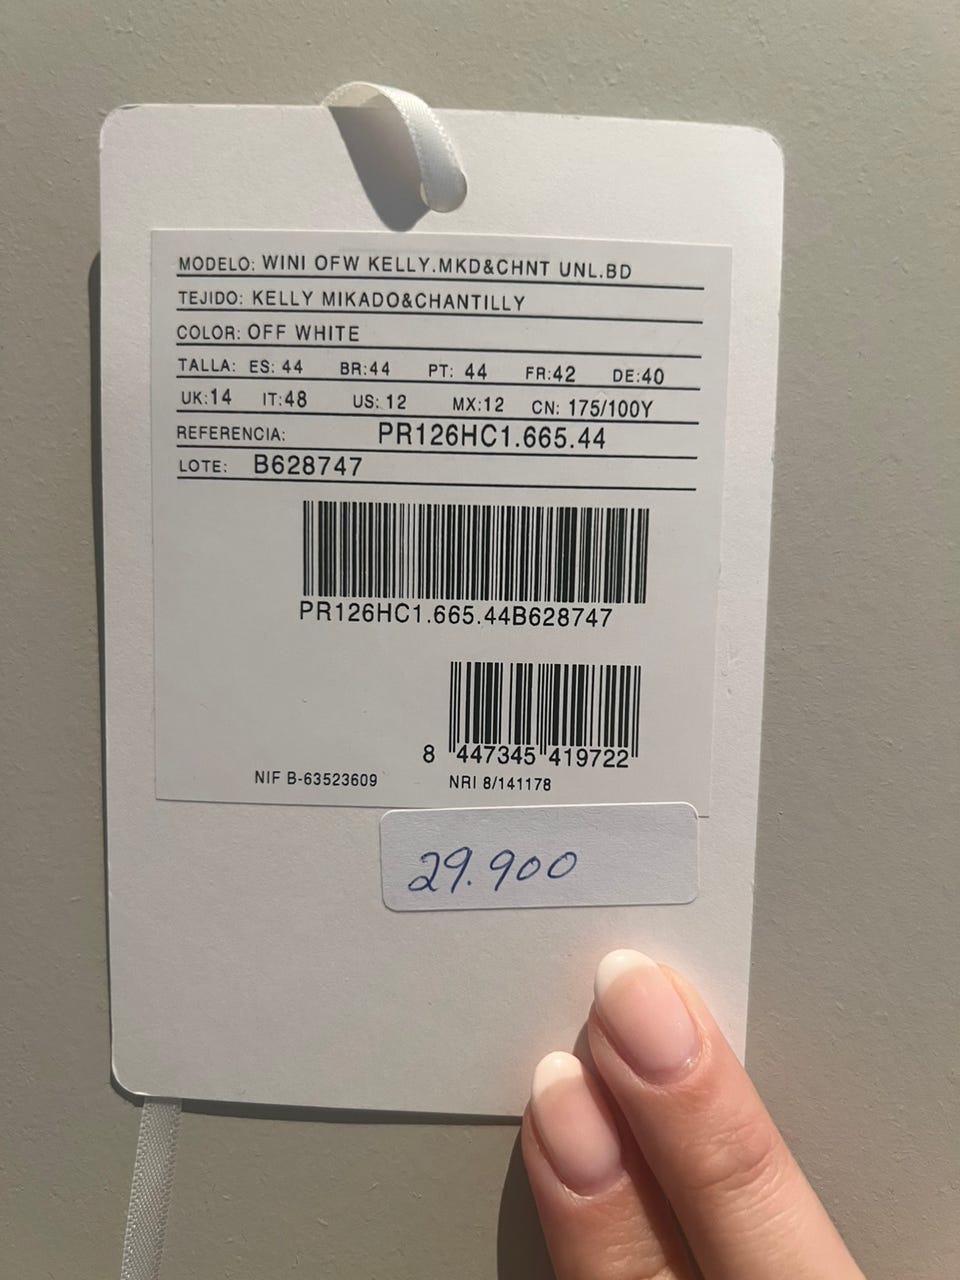 MODELO: WINI OFW KELLY.MKD&CHNT UNL.BD
TEJIDO: KELLY MIKADO&CHANTILLY
COLOR: OFF WHITE
TALLA: ES: 44 BR:44 PT: 44 FR:42 DE:40
UK:14 IT:48 US: 12 MX:12 CN: 175/100Y
REFERENCIA: PR126HC1.665.44
LOTE: B628747
PR126HC1.665.44B628747
8 447345 419722
NIF B-63523609 NRI 8/141178
29.900